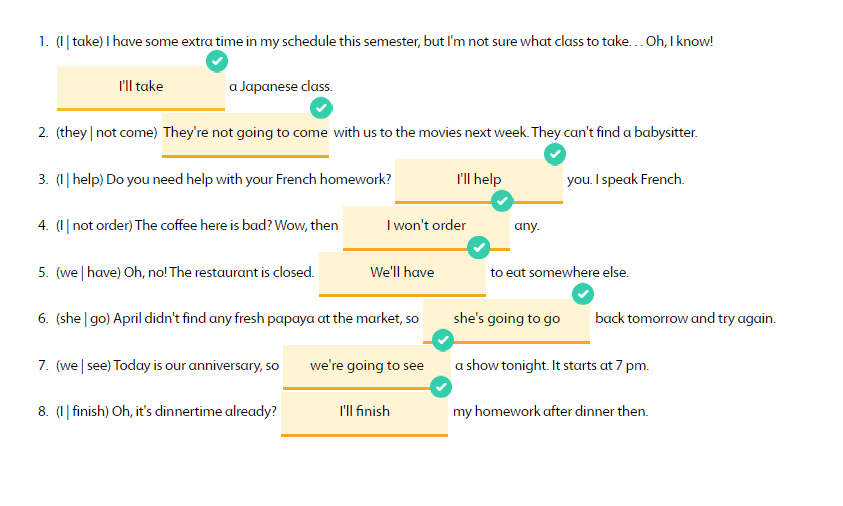 1. (I | take) I have some extra time in my schedule this semester, but I'm not sure what class to take. . . Oh, I know!
I'll take a Japanese class.
2. (they | not come) They're not going to come with us to the movies next week. They can't find a babysitter.
3. (I | help) Do you need help with your French homework? I'll help you. I speak French.
4. (I | not order) The coffee here is bad? Wow, then I won't order any.
5. (we | have) Oh, no! The restaurant is closed. We'll have to eat somewhere else.
6. (she | go) April didn't find any fresh papaya at the market, so she's going to go back tomorrow and try again.
7. (we | see) Today is our anniversary, so we're going to see a show tonight. It starts at 7 pm.
8. (I | finish) Oh, it's dinnertime already? I'll finish my homework after dinner then.